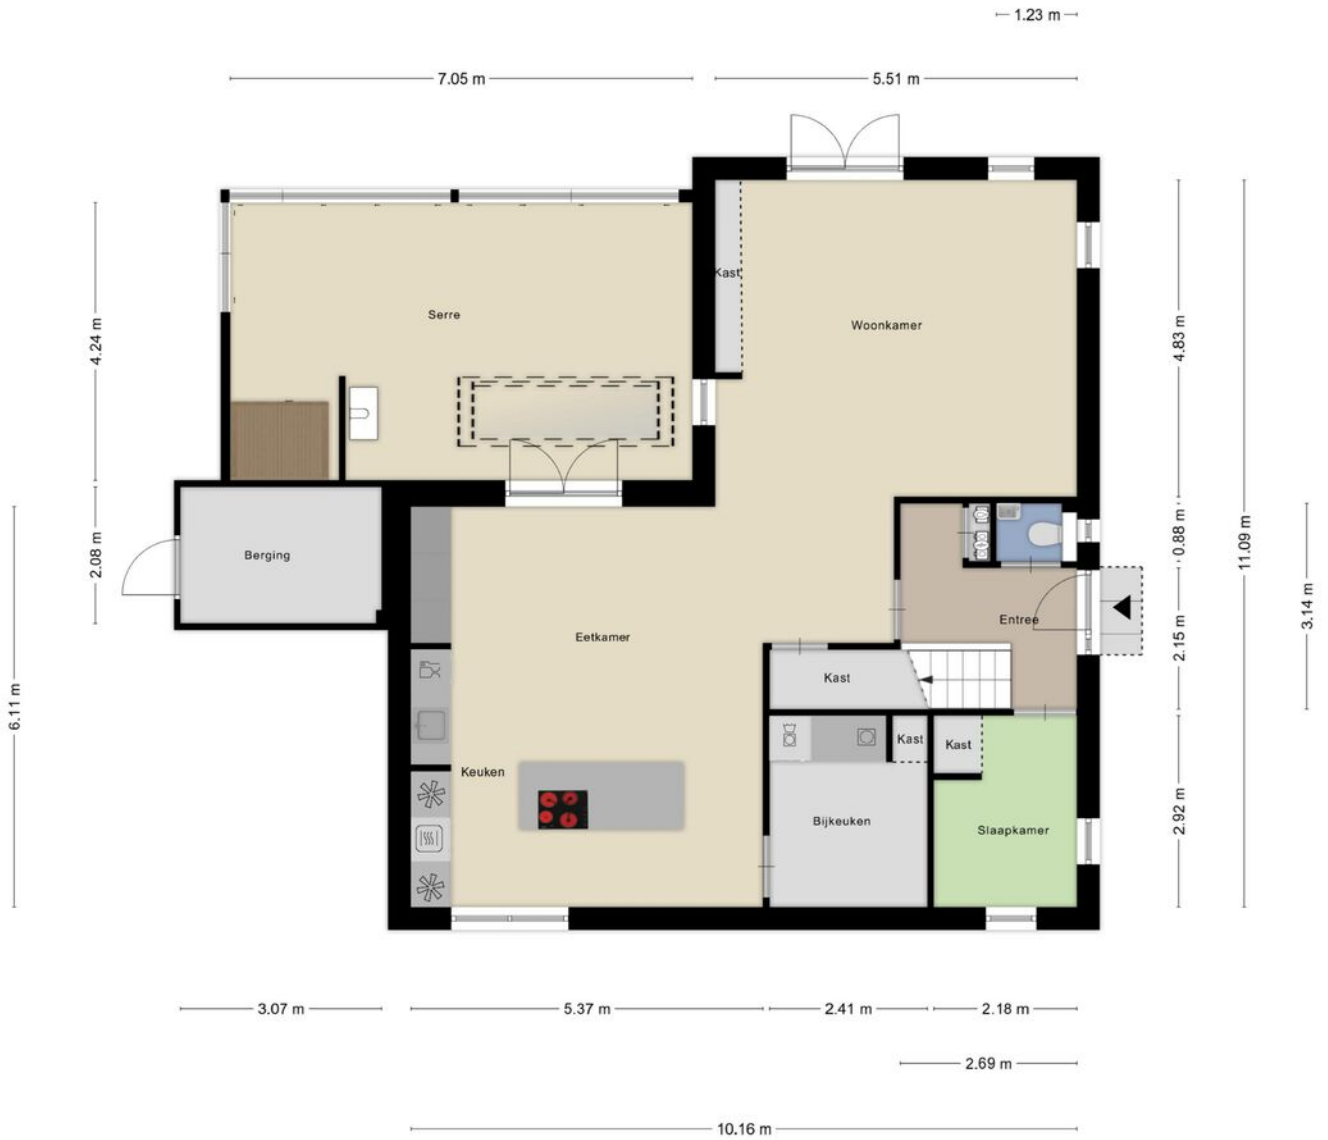 1.23 m
7.05 m
5.51 m
Kast
Serre
Woonkamer
4.24 m
4.83 m
2.08 m
Berging
0.88 m
11.09 m
3.14 m
Entree
2.15 m
Eetkamer
Kast
6.11 m
Keuken
Kast
Kast
Bijkeuken
Slaapkamer
2.92 m
3.07 m
5.37 m
2.41 m
2.18 m
2.69 m
10.16 m